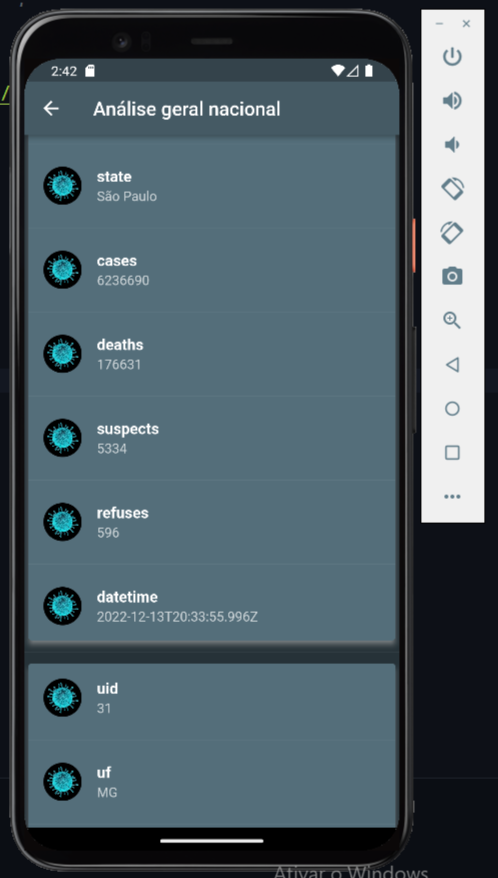 2:42
Análise geral nacional
state
São Paulo
cases
6236690
deaths
176631
suspects
5334
refuses
596
datetime
2022-12-13T20:33:55.996Z
uid
31
uf
MG
Ativar o Windows